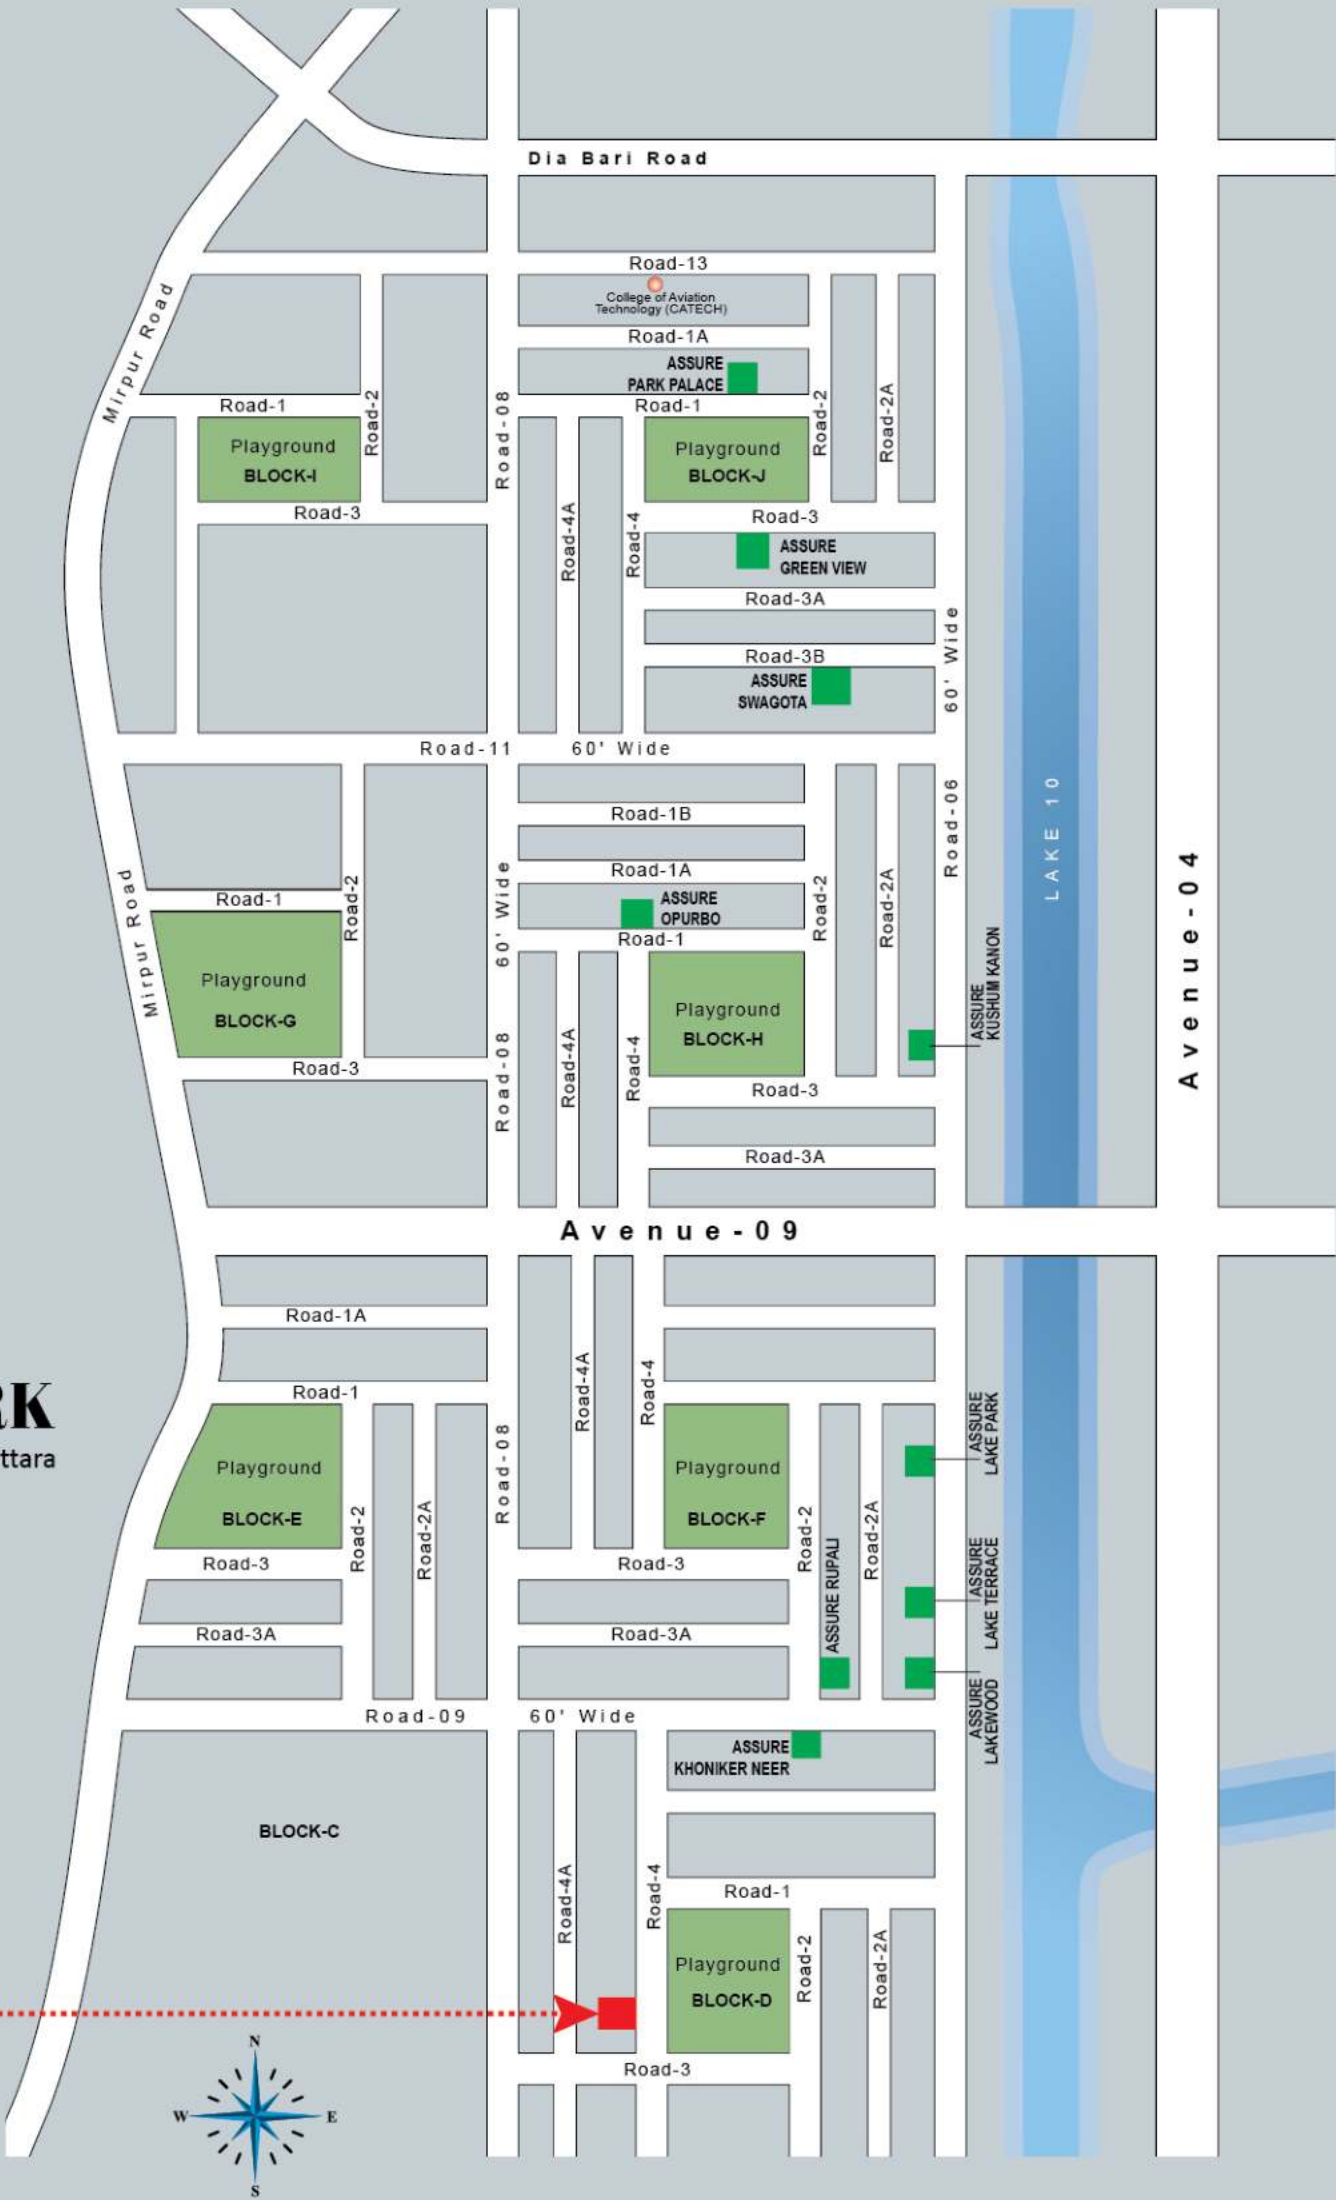 Dia Bari Road
Road-13
College of Aviation
Technology (CATECH)
Road-1A
ASSURE
PARK PALACE
Mirpur Road
Road-1
Road-2
Road-08
Road-1
Road-2
Road-2A
Playground
BLOCK-I
Playground
BLOCK-J
Road-3
Road-4A
Road-4
Road-3
ASSURE
GREEN VIEW
Road-3A
60' Wide
Road-3B
ASSURE
SWAGOTA
Road-11
60' Wide
Road-06
LAKE 10
Avenue-04
Road-1B
Road-1A
Mirpur Road
Road-1
Road-2
60' Wide
ASSURE
OPURBO
Road-2
Road-2A
Road-1
Playground
BLOCK-G
Playground
BLOCK-H
ASSURE
KUSHUM KANON
Road-3
Road-08
Road-4A
Road-4
Road-3
Road-3A
Avenue-09
Road-1A
Road-1
Road-4A
Road-4
RK
ttara
Playground
BLOCK-E
Road-2
Road-2A
Road-08
Playground
BLOCK-F
Road-2
Road-2A
ASSURE
LAKE PARK
Road-3
Road-3
ASSURE RUPALI
ASSURE
LAKE TERRACE
Road-3A
Road-3A
ASSURE
LAKEWOOD
Road-09
60' Wide
ASSURE
KHONIKER NEER
BLOCK-C
Road-4A
Road-4
Road-1
Playground
BLOCK-D
Road-2
Road-2A
Road-3
N
W
E
S